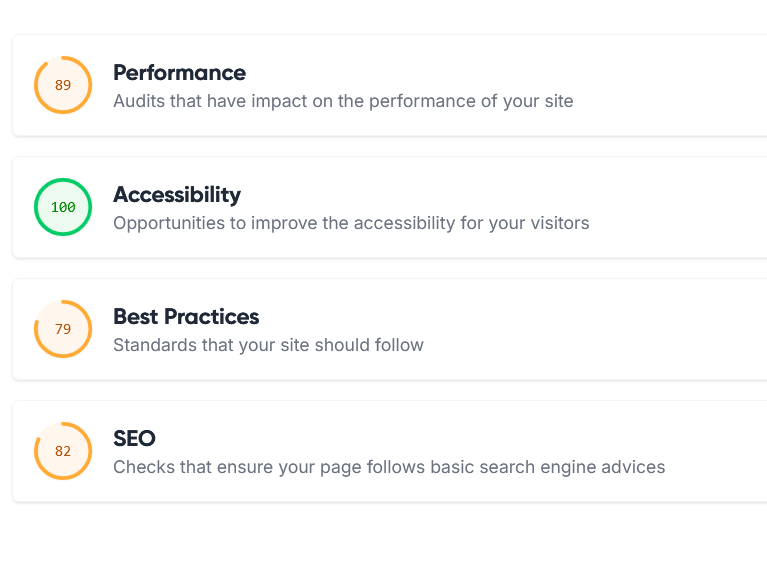 89
Performance
Audits that have impact on the performance of your site
100
Accessibility
Opportunities to improve the accessibility for your visitors
79
Best Practices
Standards that your site should follow
82
SEO
Checks that ensure your page follows basic search engine advices